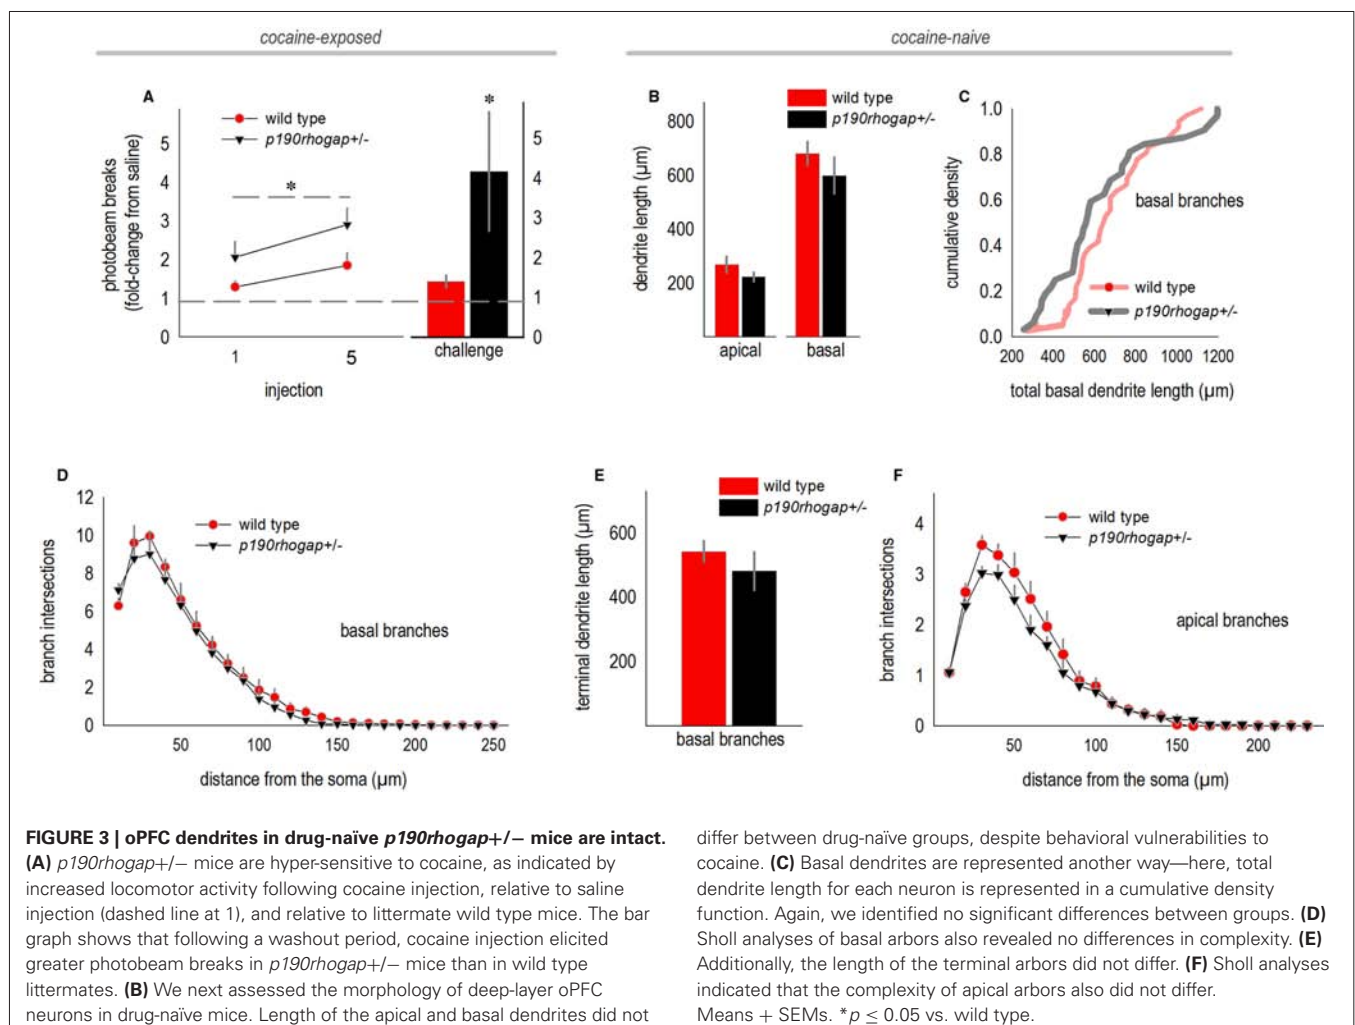 cocaine-exposed
cocaine-naive
A
wild type
p190rhogap+/-
*
*
photobeam breaks
(fold-change from saline)
5
4
3
2
1
0
5
4
3
2
1
0
1
5
challenge
injection
B
wild type
p190rhogap+/-
dendrite length (µm)
800
600
400
200
apical
basal
C
cumulative density
1.0
0.8
0.6
0.4
0.2
0.0
basal branches
wild type
p190rhogap+/-
200 400 600 800 1000 1200
total basal dendrite length (µm)
D
branch intersections
12
10
8
6
4
2
0
wild type
p190rhogap+/-
basal branches
50 100 150 200 250
distance from the soma (µm)
E
wild type
p190rhogap+/-
terminal dendrite length (µm)
600
400
200
basal branches
F
branch intersections
4
3
2
1
0
wild type
p190rhogap+/-
apical branches
50 100 150 200
distance from the soma (µm)
FIGURE 3 | oPFC dendrites in drug-naïve p190rhogap+/− mice are intact.
(A) p190rhogap+/− mice are hyper-sensitive to cocaine, as indicated by
increased locomotor activity following cocaine injection, relative to saline
injection (dashed line at 1), and relative to littermate wild type mice. The bar
graph shows that following a washout period, cocaine injection elicited
greater photobeam breaks in p190rhogap+/− mice than in wild type
littermates. (B) We next assessed the morphology of deep-layer oPFC
neurons in drug-naïve mice. Length of the apical and basal dendrites did not
differ between drug-naïve groups, despite behavioral vulnerabilities to
cocaine. (C) Basal dendrites are represented another way—here, total
dendrite length for each neuron is represented in a cumulative density
function. Again, we identified no significant differences between groups. (D)
Sholl analyses of basal arbors also revealed no differences in complexity. (E)
Additionally, the length of the terminal arbors did not differ. (F) Sholl analyses
indicated that the complexity of apical arbors also did not differ.
Means + SEMs. *p ≤ 0.05 vs. wild type.